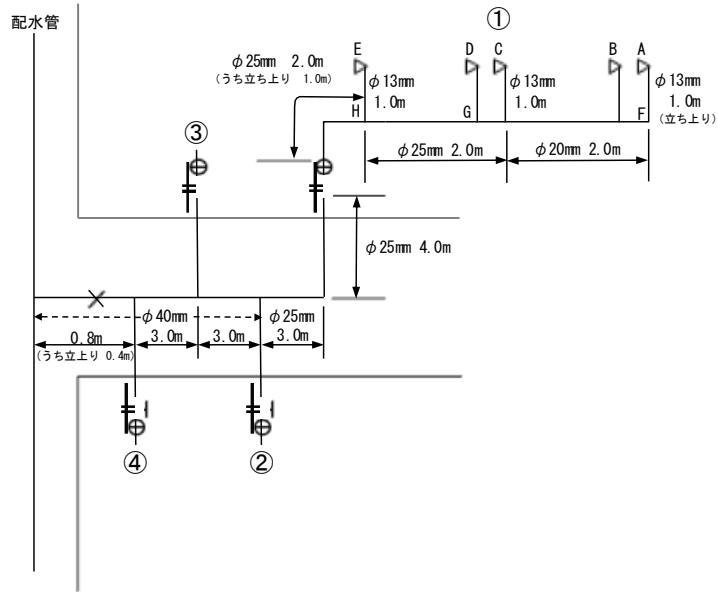 配水管
①
φ25mm 2.0m
(うち立ち上り 1.0m)
E
D
C
B
A
φ13mm
1.0m
φ13mm
1.0m
φ13mm
1.0m
(立ち上り)
H
G
F
③
φ25mm 2.0m
φ20mm 2.0m
φ25mm 4.0m
φ40mm
φ25mm
0.8m
3.0m
3.0m
3.0m
(うち立上り 0.4m)
④
②